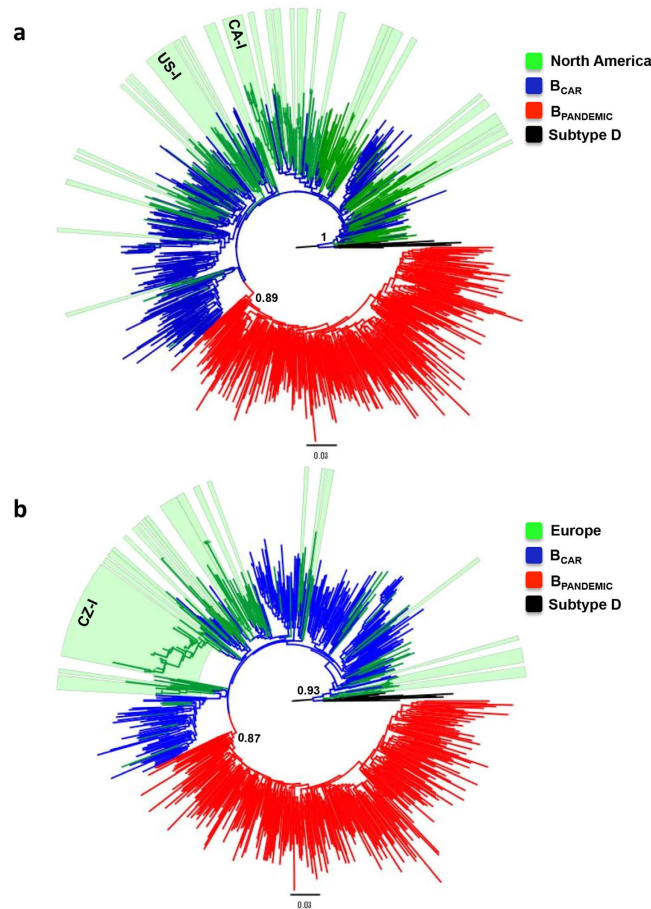 a
US-I
CA-I
North America
BCAR
BPANDEMIC
Subtype D
1
0.89
0.03
b
CZ-I
Europe
BCAR
BPANDEMIC
Subtype D
0.93
0.87
0.03